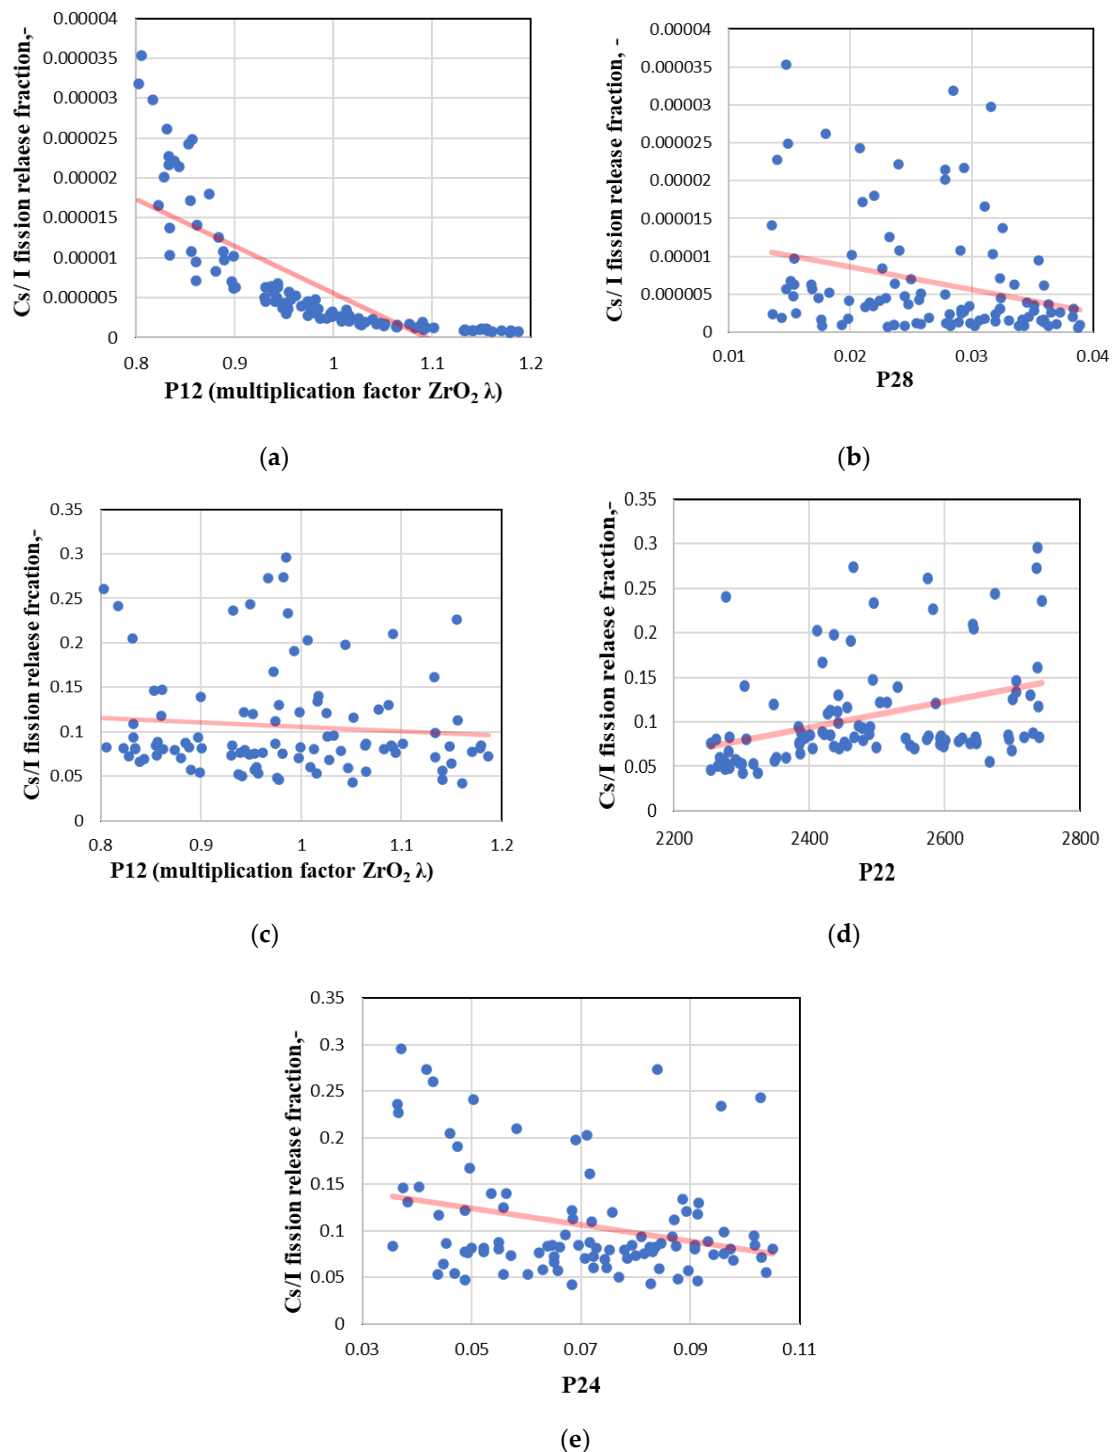 Cs/ I fission relaese fraction,-
0.00004
0.000035
0.00003
0.000025
0.00002
0.000015
0.00001
0.000005
0
0.8 0.9 1 1.1 1.2
P12 (multiplication factor ZrO₂ λ)
(a)
Cs/ I fission release fraction, -
0.00004
0.000035
0.00003
0.000025
0.00002
0.000015
0.00001
0.000005
0
0.01 0.02 0.03 0.04
P28
(b)
Cs/I fission relaese frcation,-
0.35
0.3
0.25
0.2
0.15
0.1
0.05
0
0.8 0.9 1 1.1 1.2
P12 (multiplication factor ZrO₂ λ)
(c)
Cs/I fission relaese fraction,-
0.35
0.3
0.25
0.2
0.15
0.1
0.05
0
2200 2400 2600 2800
P22
(d)
Cs/I fission release fraction,-
0.35
0.3
0.25
0.2
0.15
0.1
0.05
0
0.03 0.05 0.07 0.09 0.11
P24
(e)